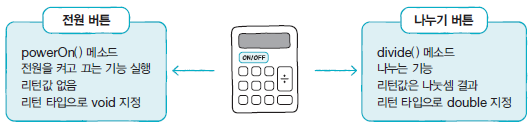 전원 버튼
powerOn() 메소드
전원을 켜고 끄는 기능 실행
리턴값 없음
리턴 타입으로 void 지정
ON/OFF
÷
나누기 버튼
divide() 메소드
나누는 기능
리턴값은 나눗셈 결과
리턴 타입으로 double 지정